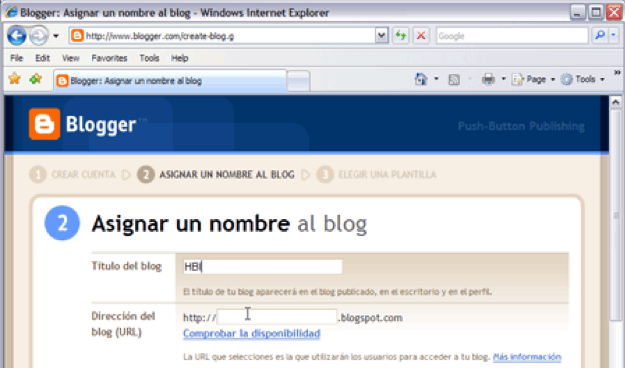 Blogger: Asignar un nombre al blog - Windows Internet Explorer
http://www.blogger.com/create-blog.g
Google
File Edit View Favorites Tools Help
Blogger: Asignar un nombre al blog
Page Tools
Blogger
Push-Button Publishing
1 CREAR CUENTA 2 ASIGNAR UN NOMBRE AL BLOG 3 ELEGIR UNA PLANTILLA
2 Asignar un nombre al blog
Título del blog HBI
El título de tu blog aparecerá en el blog publicado, en el escritorio y en el perfil.
Dirección del blog (URL)
http:// .blogspot.com
Comprobar la disponibilidad
La URL que selecciones es la que utilizarán los usuarios para acceder a tu blog. Más información